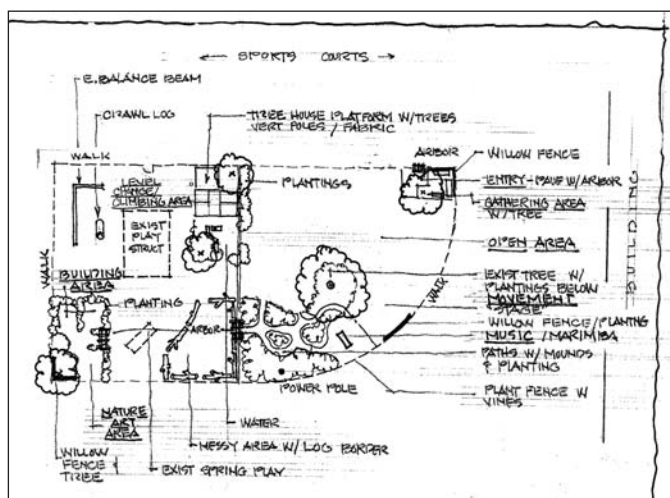 ← SPORTS COURTS →
E. BALANCE BEAM
CRAWL LOG
TREE HOUSE PLATFORM W/TREES
VERT POLES / FABRIC
WALK
LEVEL
CHANGE/
CLIMBING AREA
PLANTINGS
ARBOR
WILLOW FENCE
ENTRY - PAVE W/ARBOR
GATHERING AREA
W/TREE
EXIST
PLAY
STRUCT
OPEN AREA
BUILDING
WALK
BUILDING
AREA
PLANTING
ARBOR
WALK
EXIST TREE W/
PLANTINGS BELOW
MOVEMENT
STAGE
WILLOW FENCE/PLANTNG
MUSIC / MARIMBA
PATHS W/ MOUNDS
& PLANTING
POWER POLE
PLANT FENCE W
VINES
NATURE
ART
AREA
WATER
MESSY AREA W/ LOG BORDER
WILLOW
FENCE
TREE
EXIST SPRING PLAY